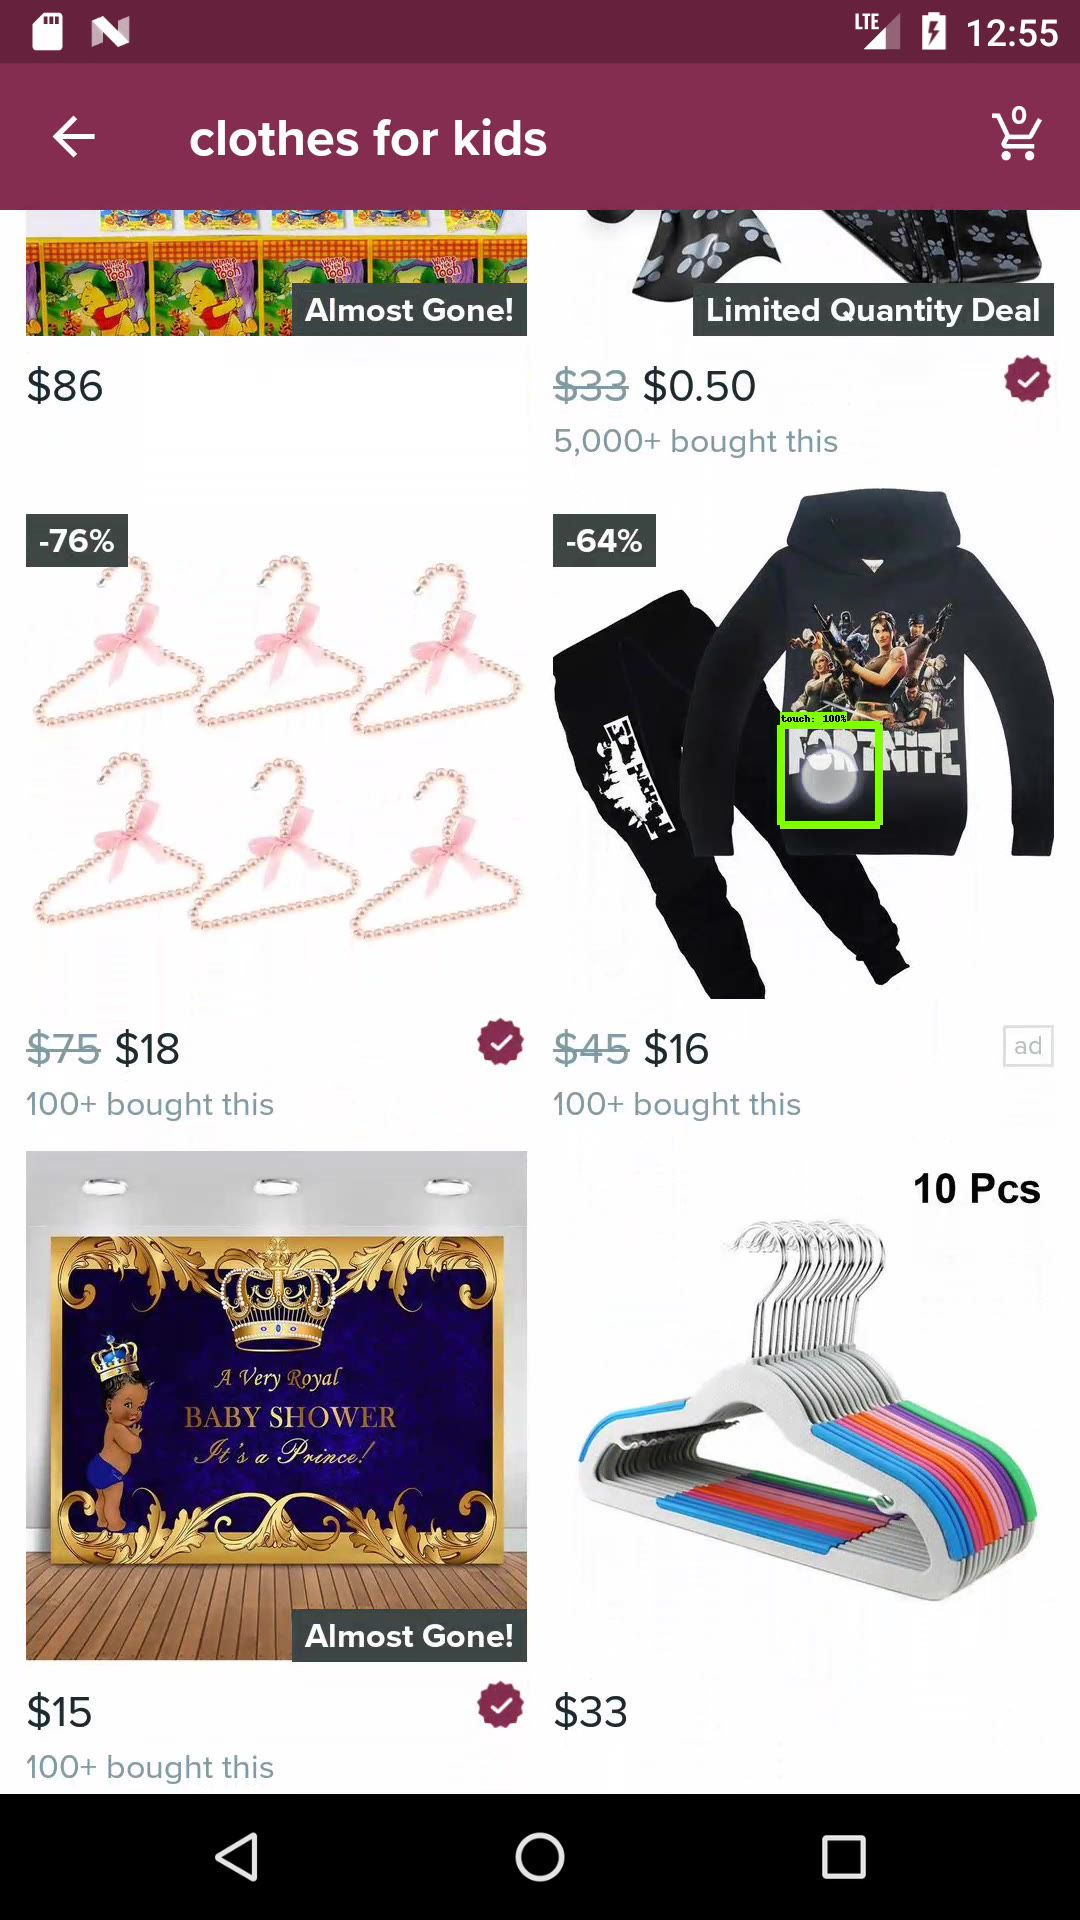 LTE 12:55
clothes for kids
0
Almost Gone!
Limited Quantity Deal
$86
$33 $0.50
5,000+ bought this
-76%
-64%
touch: 100%
FORTNITE
$75 $18
$45 $16
ad
100+ bought this
100+ bought this
10 Pcs
A Very Royal
BABY SHOWER
It's a Prince!
Almost Gone!
$15
$33
100+ bought this